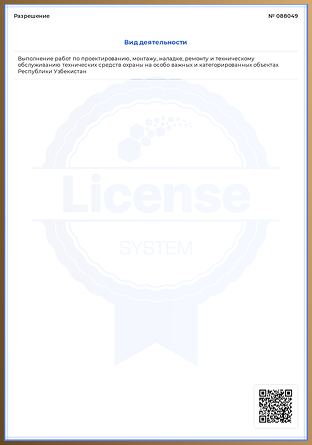 Разрешение № 088049
Вид деятельности
Выполнение работ по проектированию, монтажу, наладке, ремонту и техническому
обслуживанию технических средств охраны на особо важных и категорированных объектах
Республики Узбекистан
License
SYSTEM